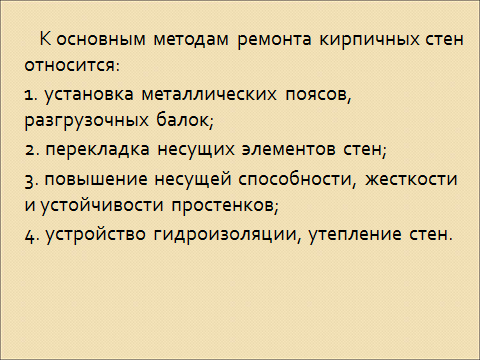 К основным методам ремонта кирпичных стен
относится:
1. установка металлических поясов,
разгрузочных балок;
2. перекладка несущих элементов стен;
3. повышение несущей способности, жесткости
и устойчивости простенков;
4. устройство гидроизоляции, утепление стен.